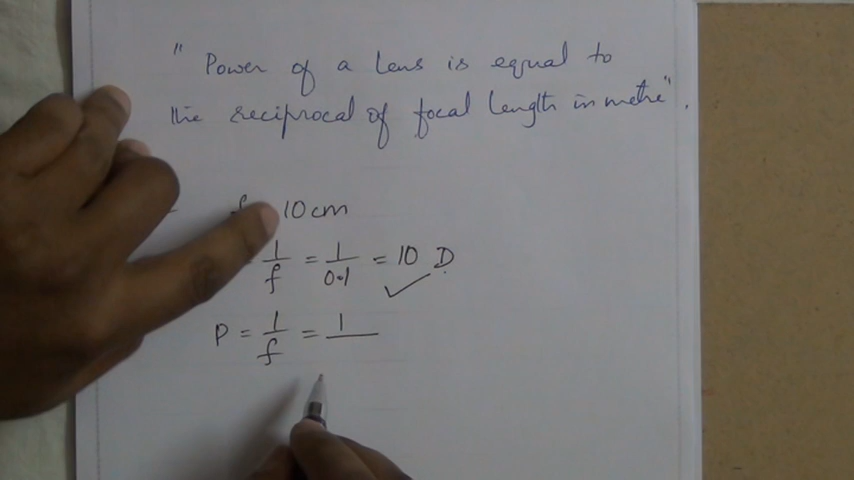 " Power of a lens is equal to
the reciprocal of focal length in metre".
f 10 cm
1/f = 1/0.1 = 10 D ✓
P = 1/f = 1/